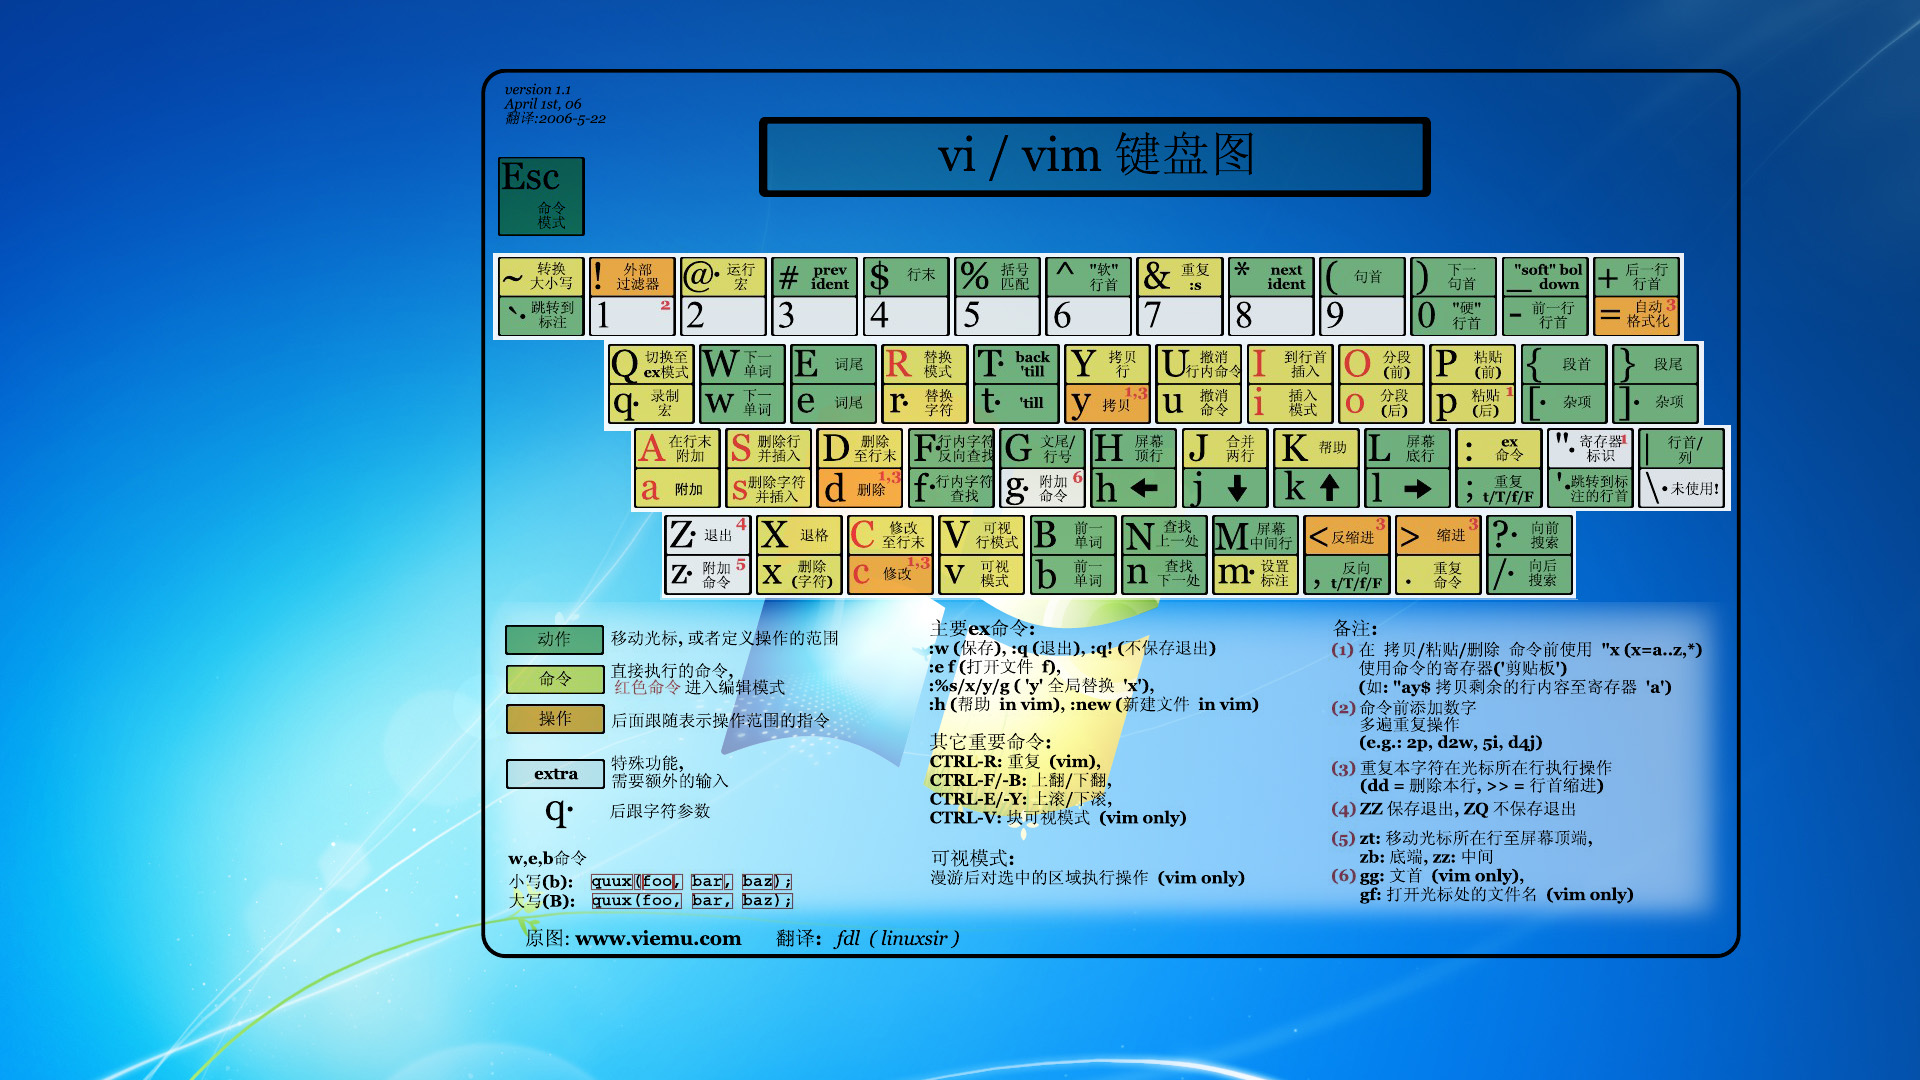 version 1.1
April 1st, 06
翻译:2006-5-22
vi / vim 键盘图
Esc 命令模式
~ 转换大小写 ! 外部过滤器 @· 运行宏 # prev ident $ 行末 % 括号匹配 ^ "软"行首 & 重复 :s * next ident ( 句首 ) 下一句首 _ "soft" bol down + 后一行行首
`· 跳转到标注 1 2 2 3 4 5 6 7 8 9 0 "硬"行首 - 前一行行首 = 自动格式化 3
Q 切换至ex模式 W 下一单词 E 词尾 R 替换模式 T· back 'till Y 拷贝行 U 撤消行内命令 I 到行首插入 O 分段(前) P 粘贴(前) { 段首 } 段尾
q· 录制宏 w 下一单词 e 词尾 r· 替换字符 t· 'till y 拷贝 1,3 u 撤消命令 i 插入模式 o 分段(后) p 粘贴(后) 1 [· 杂项 ]· 杂项
A 在行末附加 S 删除行并插入 D 删除至行末 F· 行内字符反向查找 G 文尾/行号 H 屏幕顶行 J 合并两行 K 帮助 L 屏幕底行 : ex命令 "· 寄存器标识 1 | 行首/列
a 附加 s 删除字符并插入 d 删除 1,3 f· 行内字符查找 g· 附加命令 6 h ← j ↓ k ↑ l → ; 重复 t/T/f/F '· 跳转到标注的行首 \· 未使用!
Z· 退出 4 X 退格 C 修改至行末 V 可视行模式 B 前一单词 N 查找上一处 M 屏幕中间行 < 反缩进 3 > 缩进 3 ?· 向前搜索
z· 附加命令 5 x 删除(字符) c 修改 1,3 v 可视模式 b 前一单词 n 查找下一处 m· 设置标注 , 反向 t/T/f/F . 重复命令 /· 向后搜索
动作 移动光标, 或者定义操作的范围
命令 直接执行的命令,
红色命令 进入编辑模式
操作 后面跟随表示操作范围的指令
extra 特殊功能,
需要额外的输入
q· 后跟字符参数
w,e,b命令
小写(b): quux(foo, bar, baz);
大写(B): quux(foo, bar, baz);
主要ex命令:
:w (保存), :q (退出), :q! (不保存退出)
:e f (打开文件 f),
:%s/x/y/g ( 'y' 全局替换 'x'),
:h (帮助 in vim), :new (新建文件 in vim)
其它重要命令:
CTRL-R: 重复 (vim),
CTRL-F/-B: 上翻/下翻,
CTRL-E/-Y: 上滚/下滚,
CTRL-V: 块可视模式 (vim only)
可视模式:
漫游后对选中的区域执行操作 (vim only)
备注:
(1) 在 拷贝/粘贴/删除 命令前使用 "x (x=a..z,*)
使用命令的寄存器('剪贴板')
(如: "ay$ 拷贝剩余的行内容至寄存器 'a')
(2) 命令前添加数字
多遍重复操作
(e.g.: 2p, d2w, 5i, d4j)
(3) 重复本字符在光标所在行执行操作
(dd = 删除本行, >> = 行首缩进)
(4) ZZ 保存退出, ZQ 不保存退出
(5) zt: 移动光标所在行至屏幕顶端,
zb: 底端, zz: 中间
(6) gg: 文首 (vim only),
gf: 打开光标处的文件名 (vim only)
原图: www.viemu.com 翻译: fdl ( linuxsir )